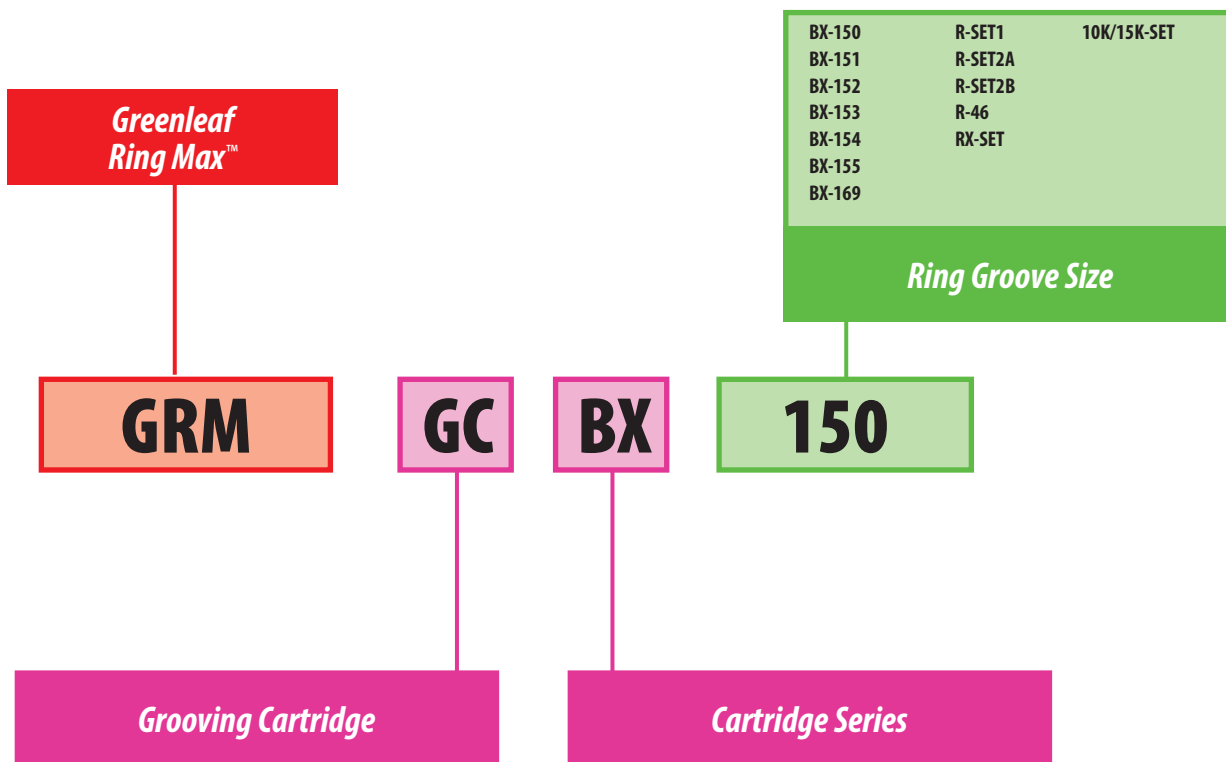 BX-150 R-SET1 10K/15K-SET
BX-151 R-SET2A
BX-152 R-SET2B
BX-153 R-46
BX-154 RX-SET
BX-155
BX-169
Ring Groove Size
Greenleaf
Ring Max™
GRM GC BX 150
Grooving Cartridge
Cartridge Series